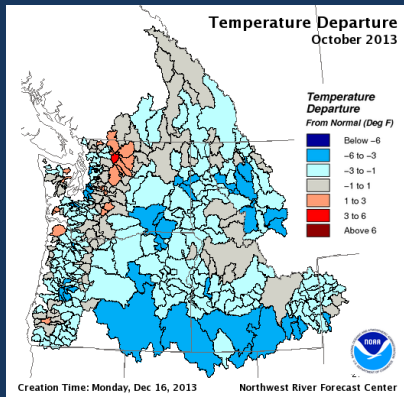 Temperature Departure
October 2013
Temperature
Departure
From Normal (Deg F)
Below -6
-6 to -3
-3 to -1
-1 to 1
1 to 3
3 to 6
Above 6
NOAA
Creation Time: Monday, Dec 16, 2013
Northwest River Forecast Center